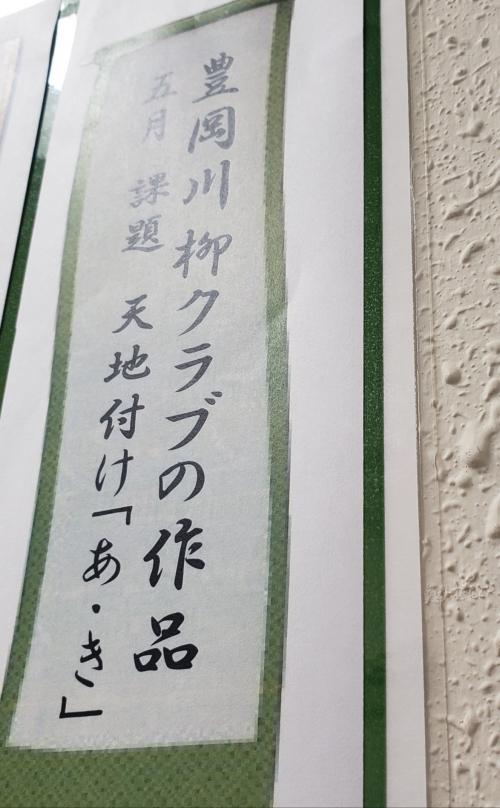 豊岡川柳クラブの作品
五月 課題 天地付け「あ・き」